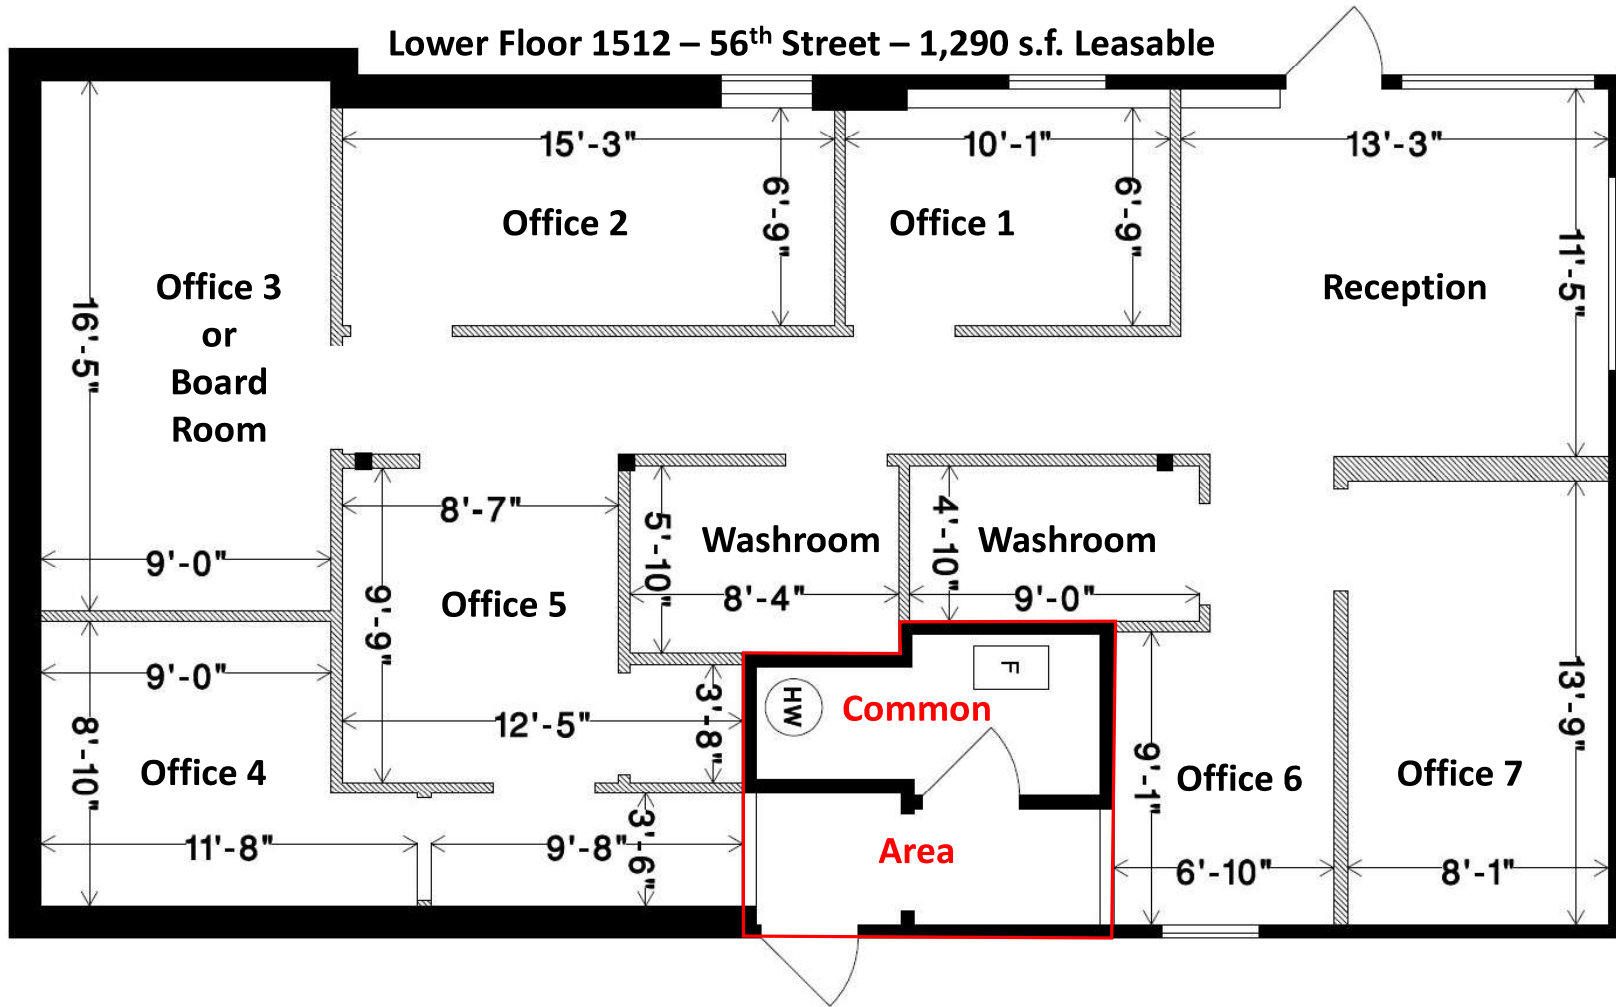 Lower Floor 1512 – 56th Street – 1,290 s.f. Leasable
15'-3"
10'-1"
13'-3"
6'-9"
6'-9"
Office 2
Office 1
11'-5"
Office 3
or
Board
Room
Reception
16'-5"
8'-7"
5'-10"
4'-10"
Washroom
Washroom
9'-0"
8'-4"
9'-0"
Office 5
9'-9"
9'-0"
F
HW
Common
3'-8"
12'-5"
13'-9"
8'-10"
Office 4
9'-1"
Office 6
Office 7
11'-8"
9'-8"
3'-6"
Area
6'-10"
8'-1"